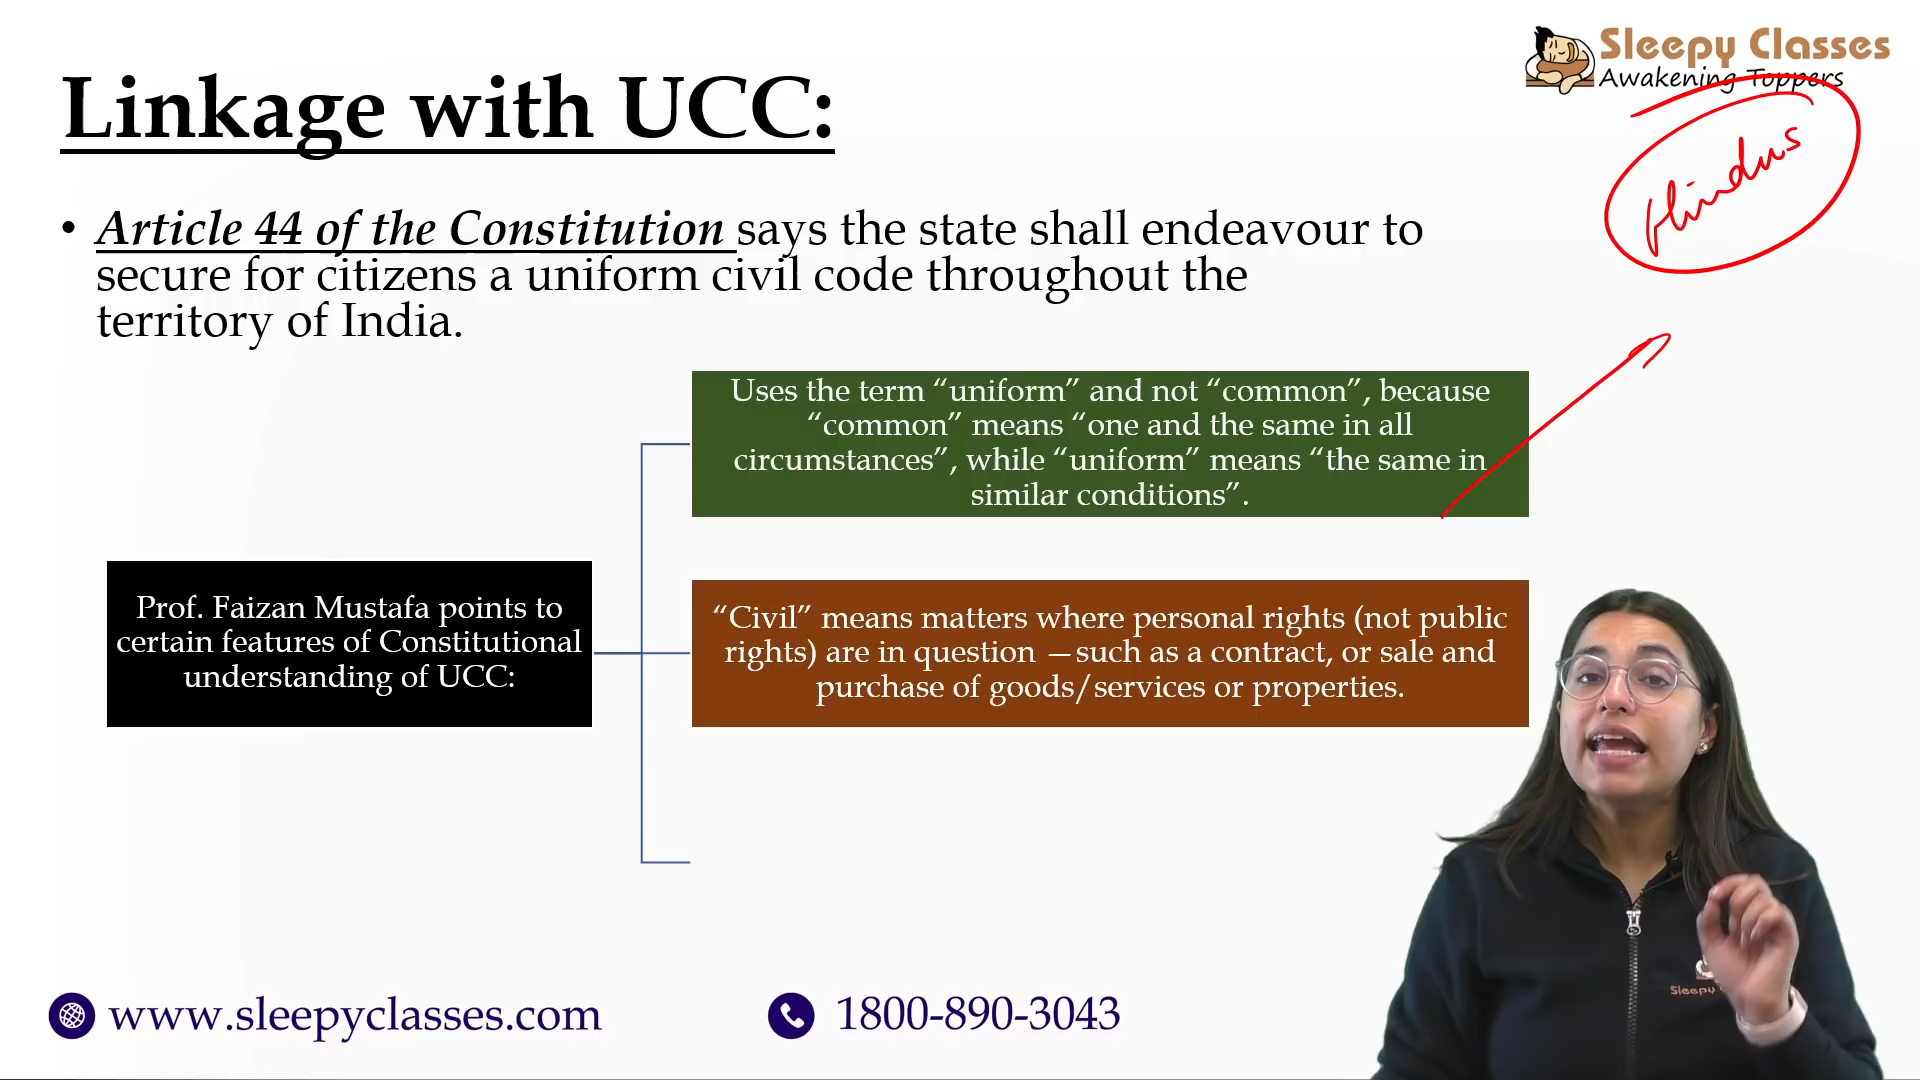 Sleepy Classes
Awakening Toppers
Linkage with UCC:
Hindus
• Article 44 of the Constitution says the state shall endeavour to
secure for citizens a uniform civil code throughout the
territory of India.
Uses the term “uniform” and not “common”, because
“common” means “one and the same in all
circumstances”, while “uniform” means “the same in
similar conditions”.
Prof. Faizan Mustafa points to
certain features of Constitutional
understanding of UCC:
“Civil” means matters where personal rights (not public
rights) are in question —such as a contract, or sale and
purchase of goods/services or properties.
Sleepy
www.sleepyclasses.com
1800-890-3043